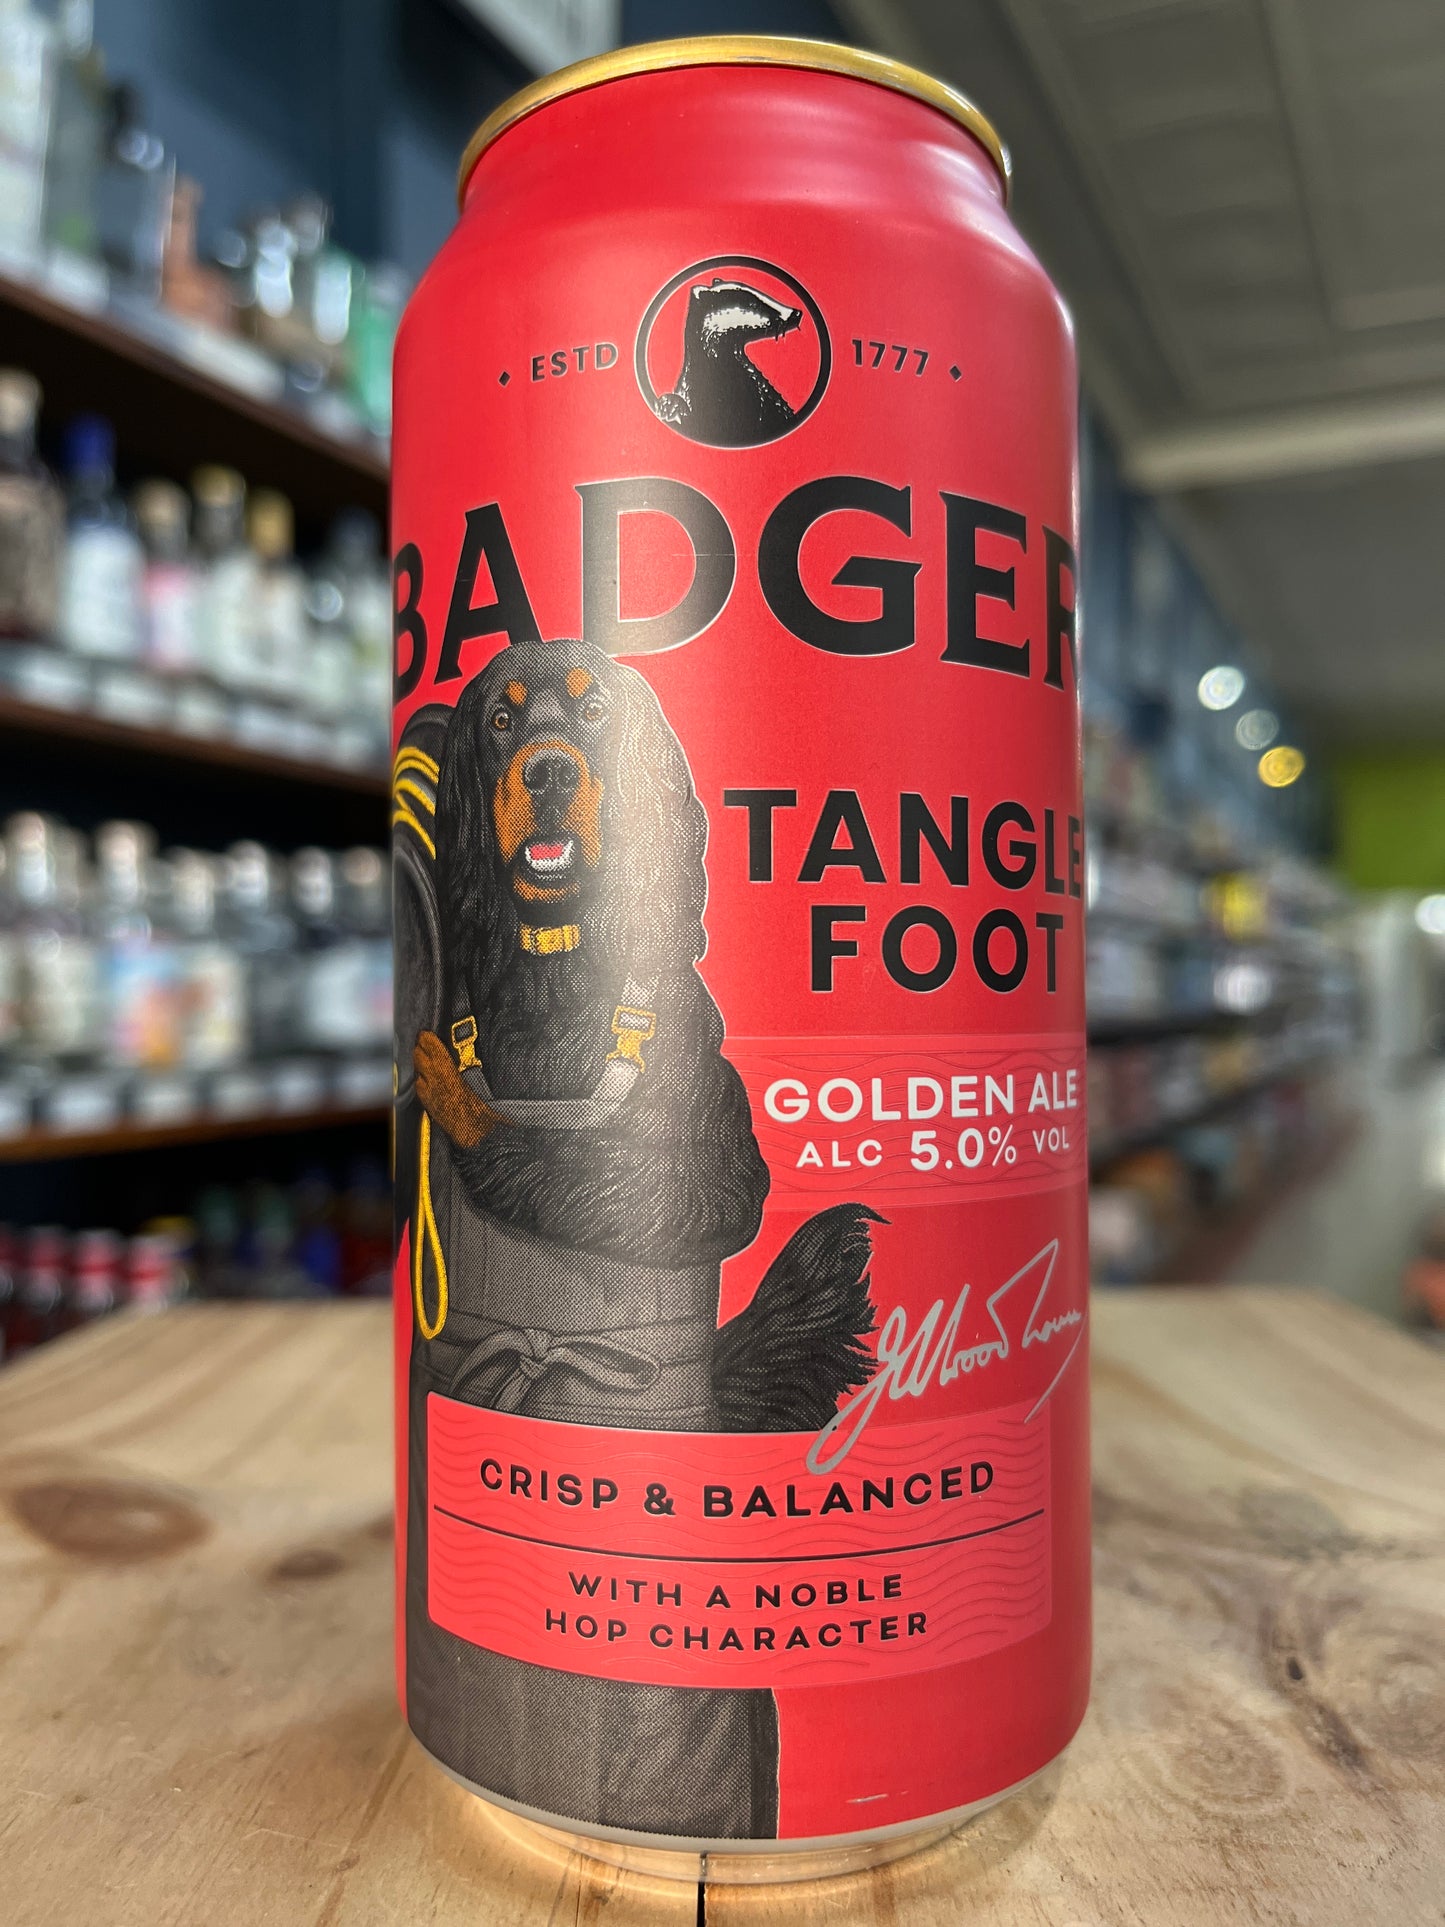 ESTD 1777
BADGER
TANGLE
FOOT
GOLDEN ALE
ALC 5.0% VOL
CRISP & BALANCED
WITH A NOBLE
HOP CHARACTER